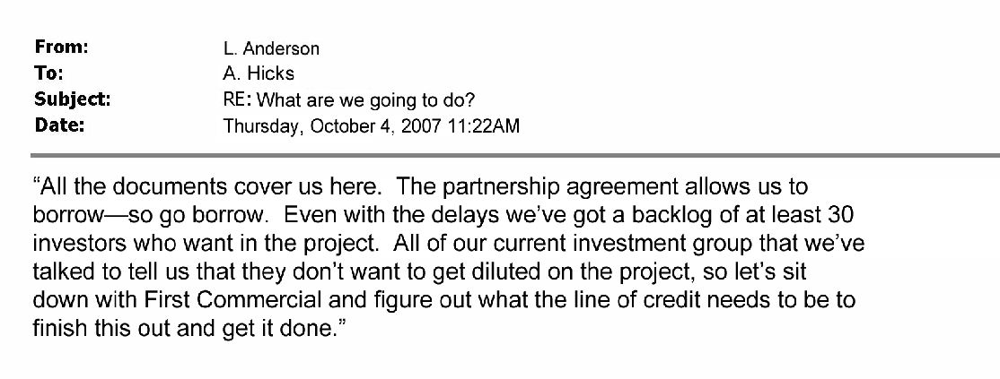 From: L. Anderson
To: A. Hicks
Subject: RE: What are we going to do?
Date: Thursday, October 4, 2007 11:22AM
“All the documents cover us here.  The partnership agreement allows us to
borrow—so go borrow.  Even with the delays we’ve got a backlog of at least 30
investors who want in the project.  All of our current investment group that we’ve
talked to tell us that they don’t want to get diluted on the project, so let’s sit
down with First Commercial and figure out what the line of credit needs to be to
finish this out and get it done.”